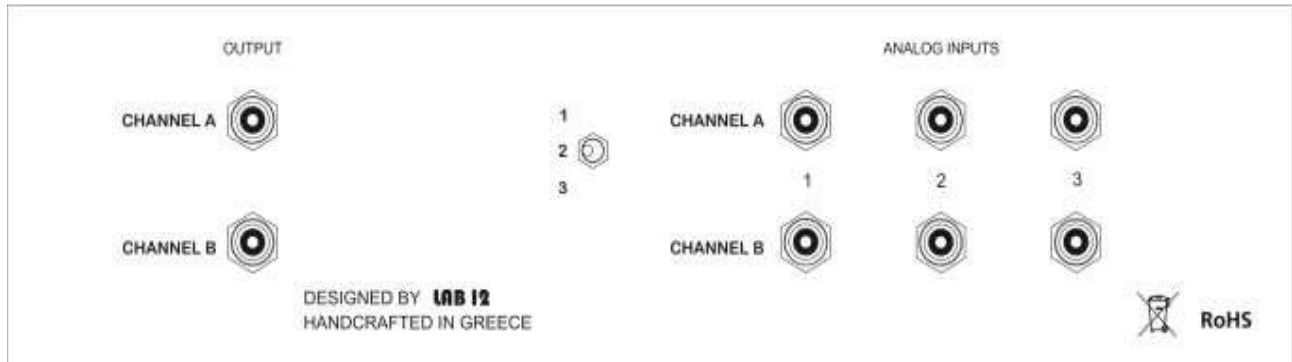 OUTPUT
ANALOG INPUTS
CHANNEL A
1
2
3
CHANNEL A
1 2 3
CHANNEL B
CHANNEL B
DESIGNED BY LAB 12
HANDCRAFTED IN GREECE
RoHS